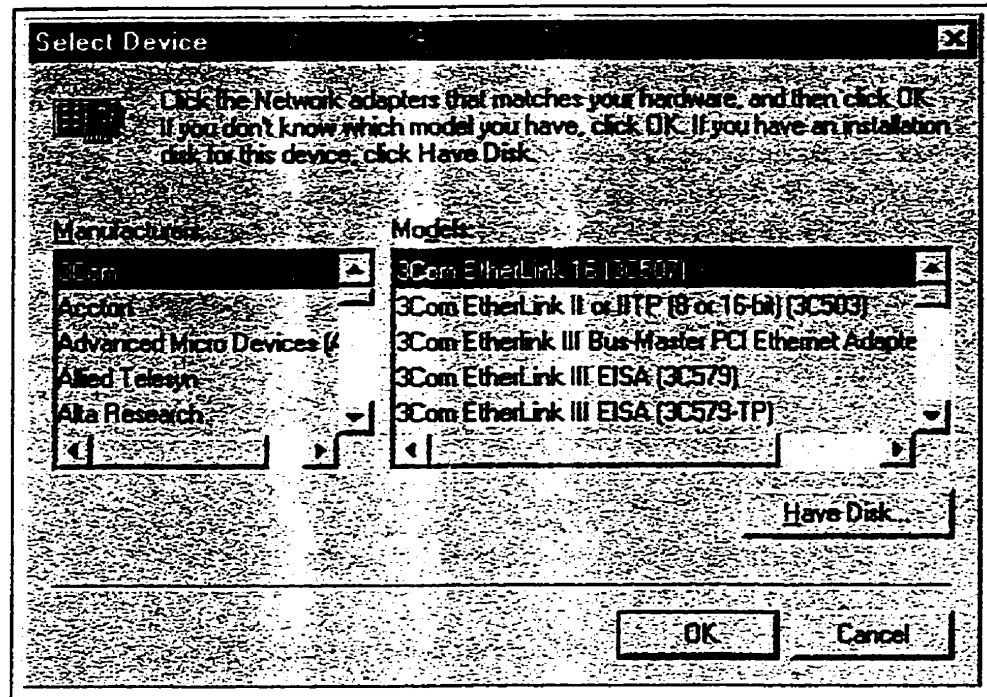 Select Device
Click the Network adapters that matches your hardware, and then click OK.
If you don't know which model you have, click OK. If you have an installation
disk for this device, click Have Disk.
Manufacturers:
Models:
3Com
Accton
Advanced Micro Devices (A
Allied Telesyn
Alta Research
3Com EtherLink 16 (3C507)
3Com EtherLink II or IITP (8 or 16-bit) (3C503)
3Com Etherlink III Bus-Master PCI Ethernet Adapte
3Com EtherLink III EISA (3C579)
3Com EtherLink III EISA (3C579-TP)
Have Disk...
OK
Cancel